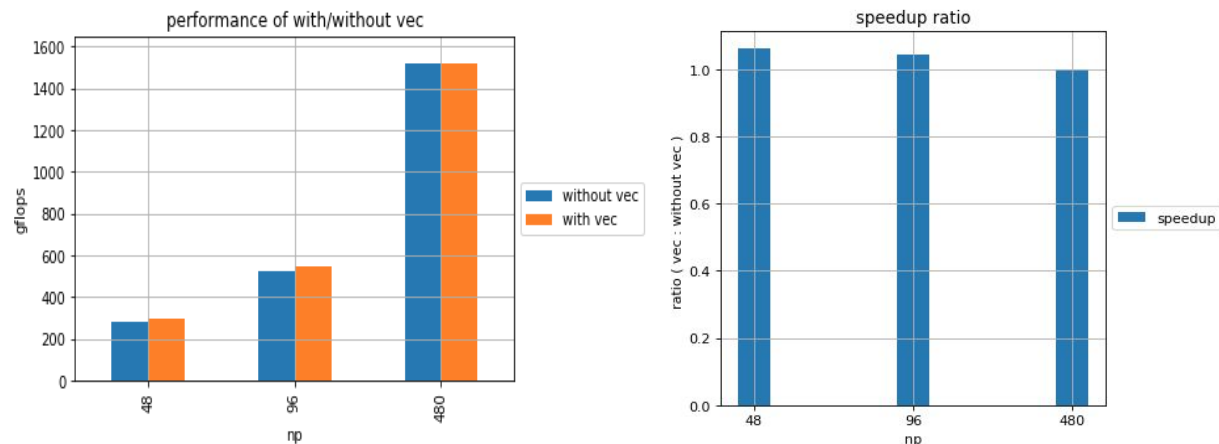 performance of with/without vec
1600
1400
1200
1000
800
600
400
200
0
gflops
48
96
480
np
without vec
with vec
speedup ratio
1.0
0.8
0.6
0.4
0.2
0.0
ratio ( vec : without vec )
48
96
480
np
speedup